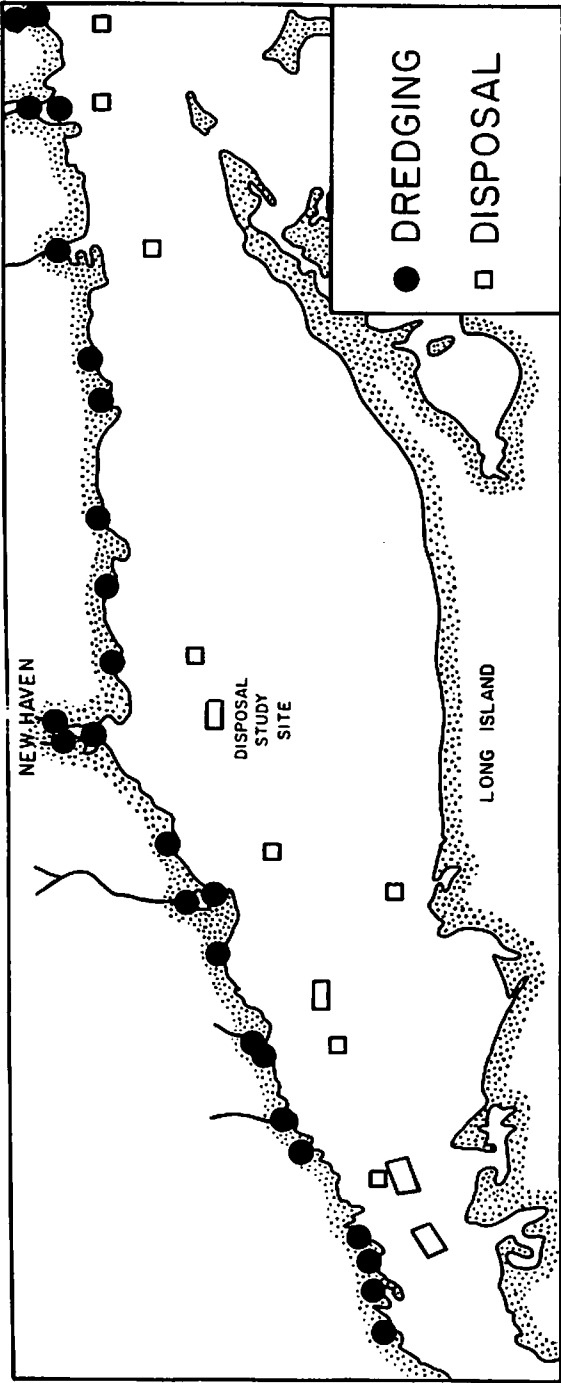 NEW HAVEN
DISPOSAL
STUDY
SITE
LONG ISLAND
DREDGING
DISPOSAL